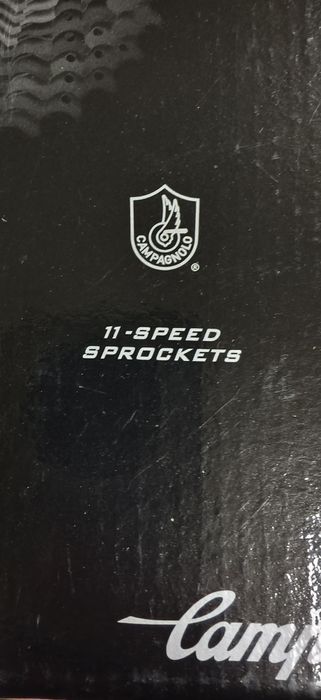 CAMPAGNOLO
®
11-SPEED
SPROCKETS
Camp